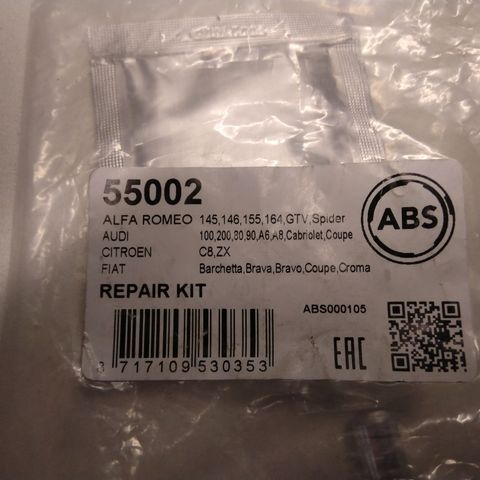 55002
ABS
ALFA ROMEO 145,146,155,164,GTV,Spider
AUDI 100,200,80,90,A6,A8,Cabriolet,Coupe
CITROEN C8,ZX
FIAT Barchetta,Brava,Bravo,Coupe,Croma
REPAIR KIT
ABS000105
8 717109 530353
EAC